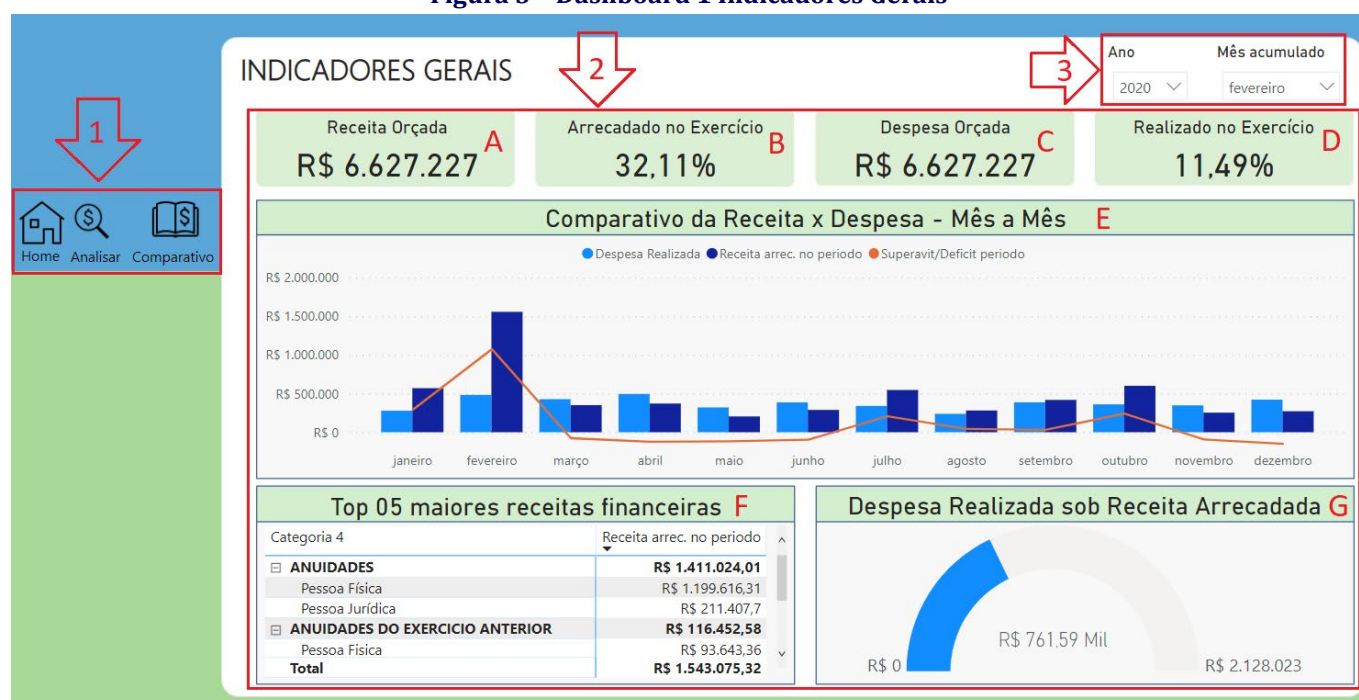 Figura 3 – Dashboard 1 Indicadores Gerais
INDICADORES GERAIS
2
3
Ano
Mês acumulado
2020
fevereiro
1
Home
Analisar
Comparativo
Receita Orçada
A
R$ 6.627.227
Arrecadado no Exercício
B
32,11%
Despesa Orçada
C
R$ 6.627.227
Realizado no Exercício
D
11,49%
Comparativo da Receita x Despesa - Mês a Mês E
Despesa Realizada Receita arrec. no periodo Superavit/Deficit periodo
R$ 2.000.000
R$ 1.500.000
R$ 1.000.000
R$ 500.000
R$ 0
janeiro fevereiro março abril maio junho julho agosto setembro outubro novembro dezembro
Top 05 maiores receitas financeiras F
Categoria 4 Receita arrec. no periodo
ANUIDADES R$ 1.411.024,01
Pessoa Física R$ 1.199.616,31
Pessoa Jurídica R$ 211.407,7
ANUIDADES DO EXERCICIO ANTERIOR R$ 116.452,58
Pessoa Fisica R$ 93.643,36
Total R$ 1.543.075,32
Despesa Realizada sob Receita Arrecadada G
R$ 761,59 Mil
R$ 0
R$ 2.128.023